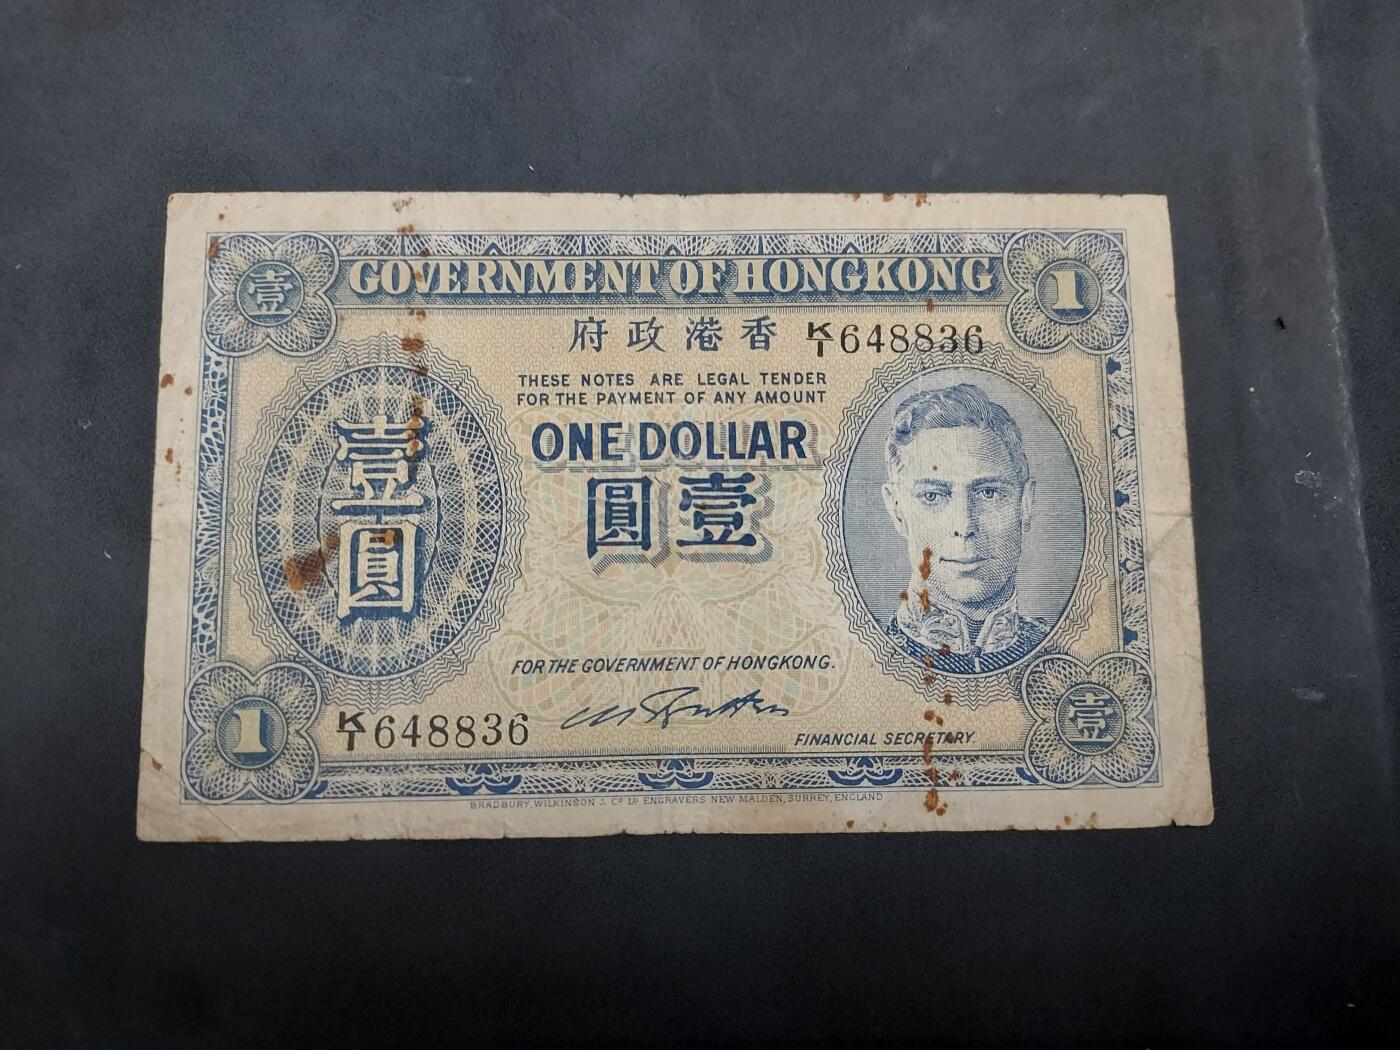 壹 GOVERNMENT OF HONGKONG 1
府政港香 K/1 648836
THESE NOTES ARE LEGAL TENDER
FOR THE PAYMENT OF ANY AMOUNT
ONE DOLLAR
圓壹
壹圓
FOR THE GOVERNMENT OF HONGKONG.
1 K/1 648836
FINANCIAL SECRETARY.
壹
BRADBURY, WILKINSON & Cº Lᴰ ENGRAVERS NEW MALDEN, SURREY, ENGLAND